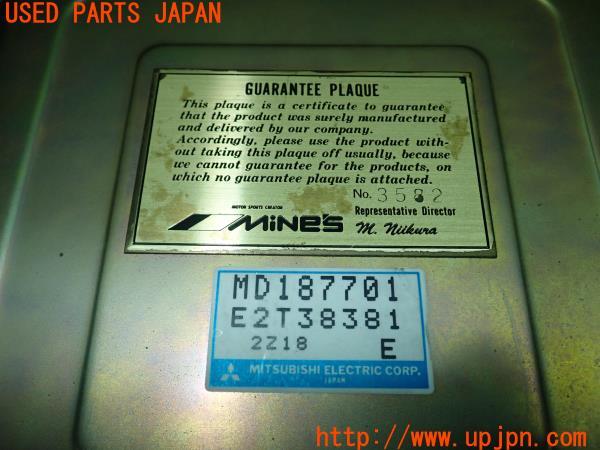 USED PARTS JAPAN
GUARANTEE PLAQUE
This plaque is a certificate to guarantee
that the product was surely manufactured
and delivered by our company.
Accordingly, please use the product with-
out taking this plaque off usually, because
we cannot guarantee for the products, on
which no guarantee plaque is attached.
No. 3582
MOTOR SPORTS CREATOR
MiNE'S
Representative Director
M. Niikura
MD187701
E2T38381
2Z18 E
MITSUBISHI ELECTRIC CORP.
JAPAN
http://www.upjpn.com